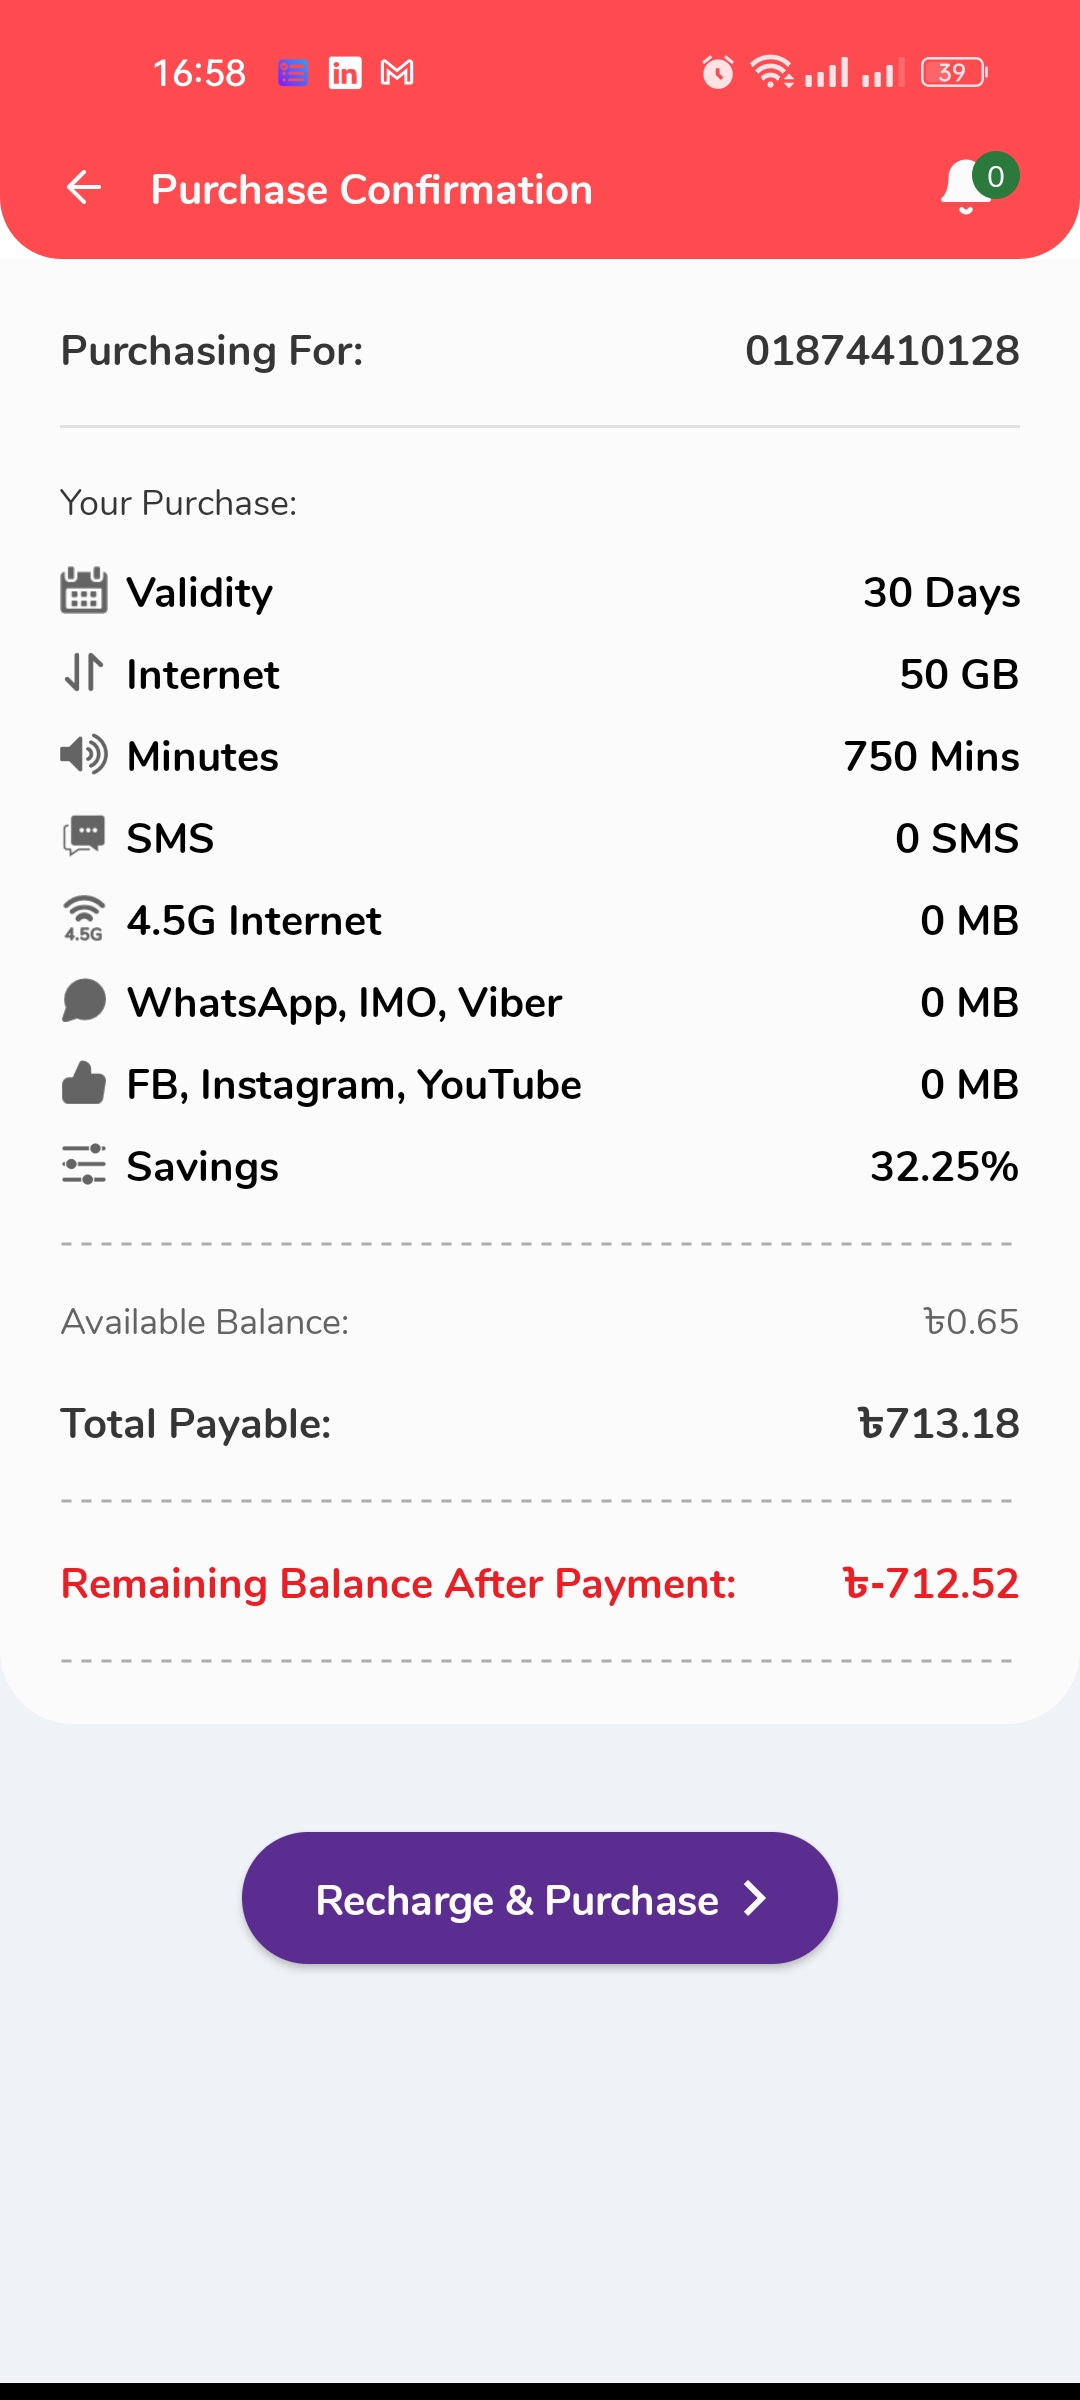 16:58 39
Purchase Confirmation 0
Purchasing For: 01874410128
Your Purchase:
Validity 30 Days
Internet 50 GB
Minutes 750 Mins
SMS 0 SMS
4.5G 4.5G Internet 0 MB
WhatsApp, IMO, Viber 0 MB
FB, Instagram, YouTube 0 MB
Savings 32.25%
Available Balance: ৳0.65
Total Payable: ৳713.18
Remaining Balance After Payment: ৳-712.52
Recharge & Purchase